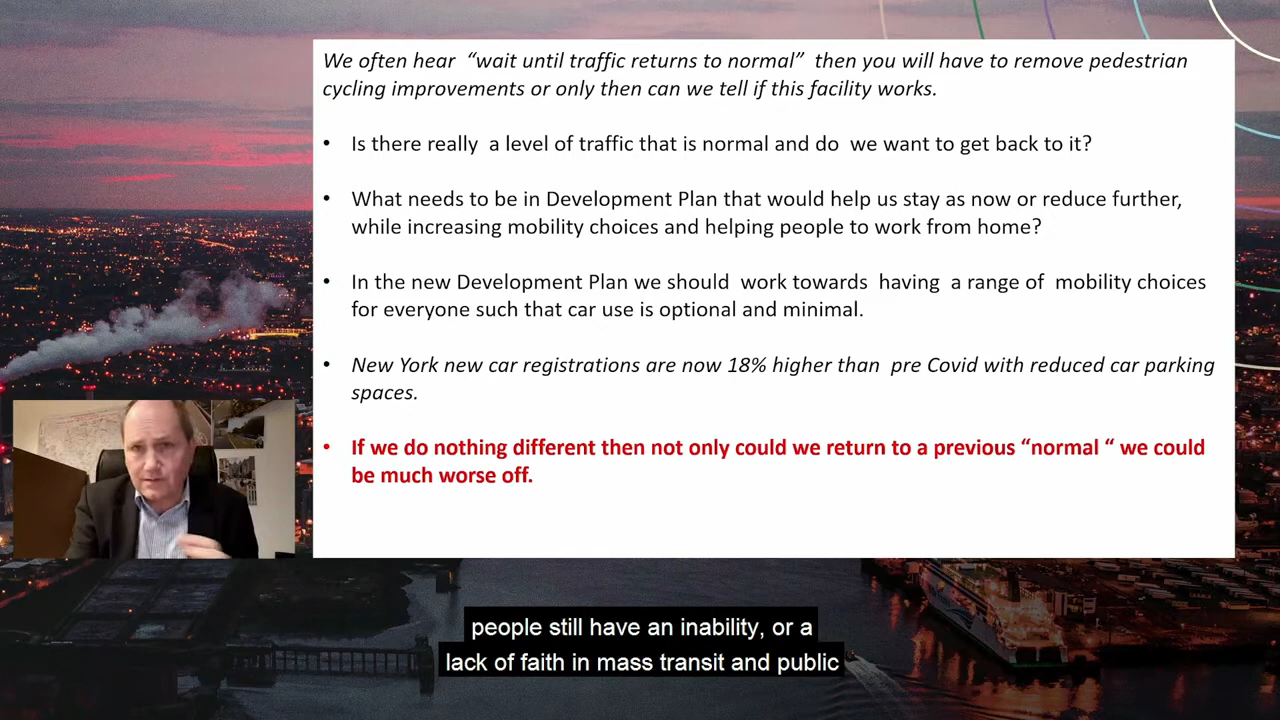 We often hear “wait until traffic returns to normal” then you will have to remove pedestrian
cycling improvements or only then can we tell if this facility works.
• Is there really a level of traffic that is normal and do we want to get back to it?
• What needs to be in Development Plan that would help us stay as now or reduce further,
while increasing mobility choices and helping people to work from home?
• In the new Development Plan we should work towards having a range of mobility choices
for everyone such that car use is optional and minimal.
• New York new car registrations are now 18% higher than pre Covid with reduced car parking
spaces.
• If we do nothing different then not only could we return to a previous “normal “ we could
be much worse off.
people still have an inability, or a
lack of faith in mass transit and public